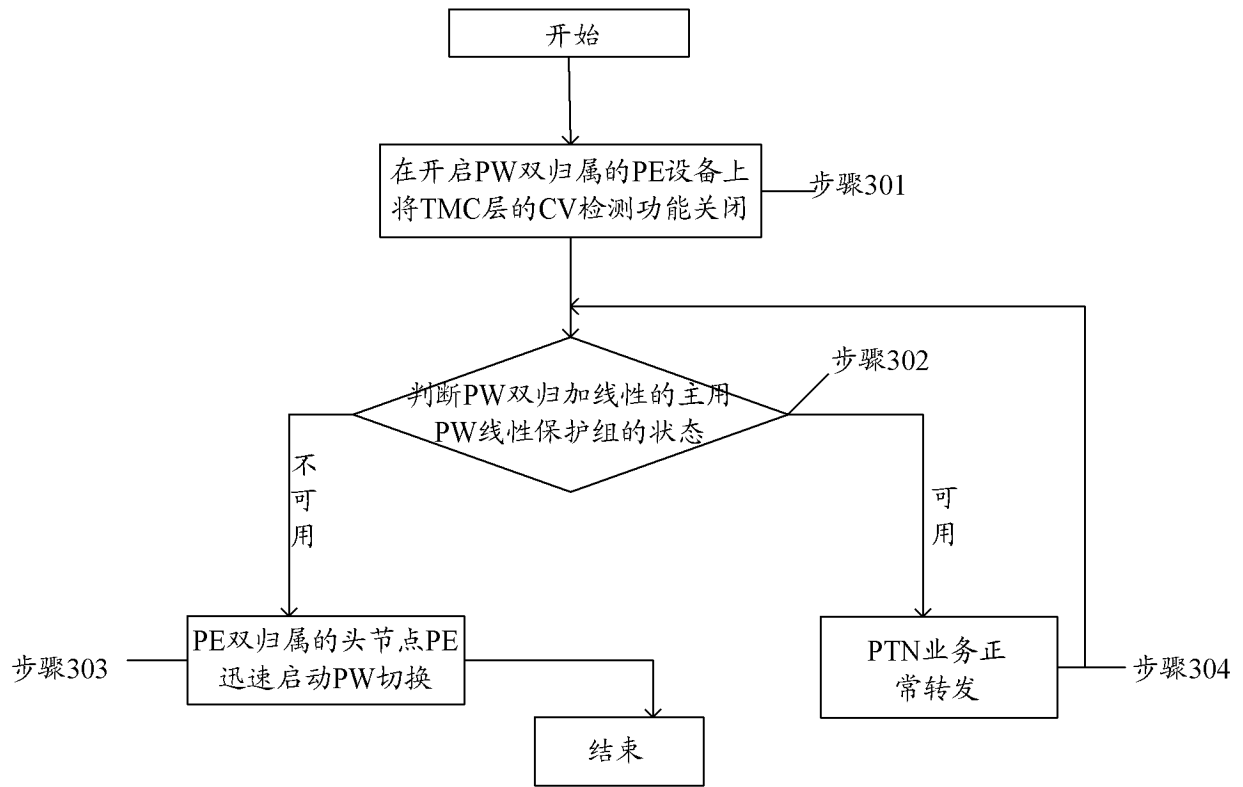 开始
在开启PW双归属的PE设备上
将TMC层的CV检测功能关闭
步骤301
步骤302
判断PW双归加线性的主用
PW线性保护组的状态
不
可
用
可
用
PE双归属的头节点PE
迅速启动PW切换
步骤303
PTN业务正
常转发
步骤304
结束